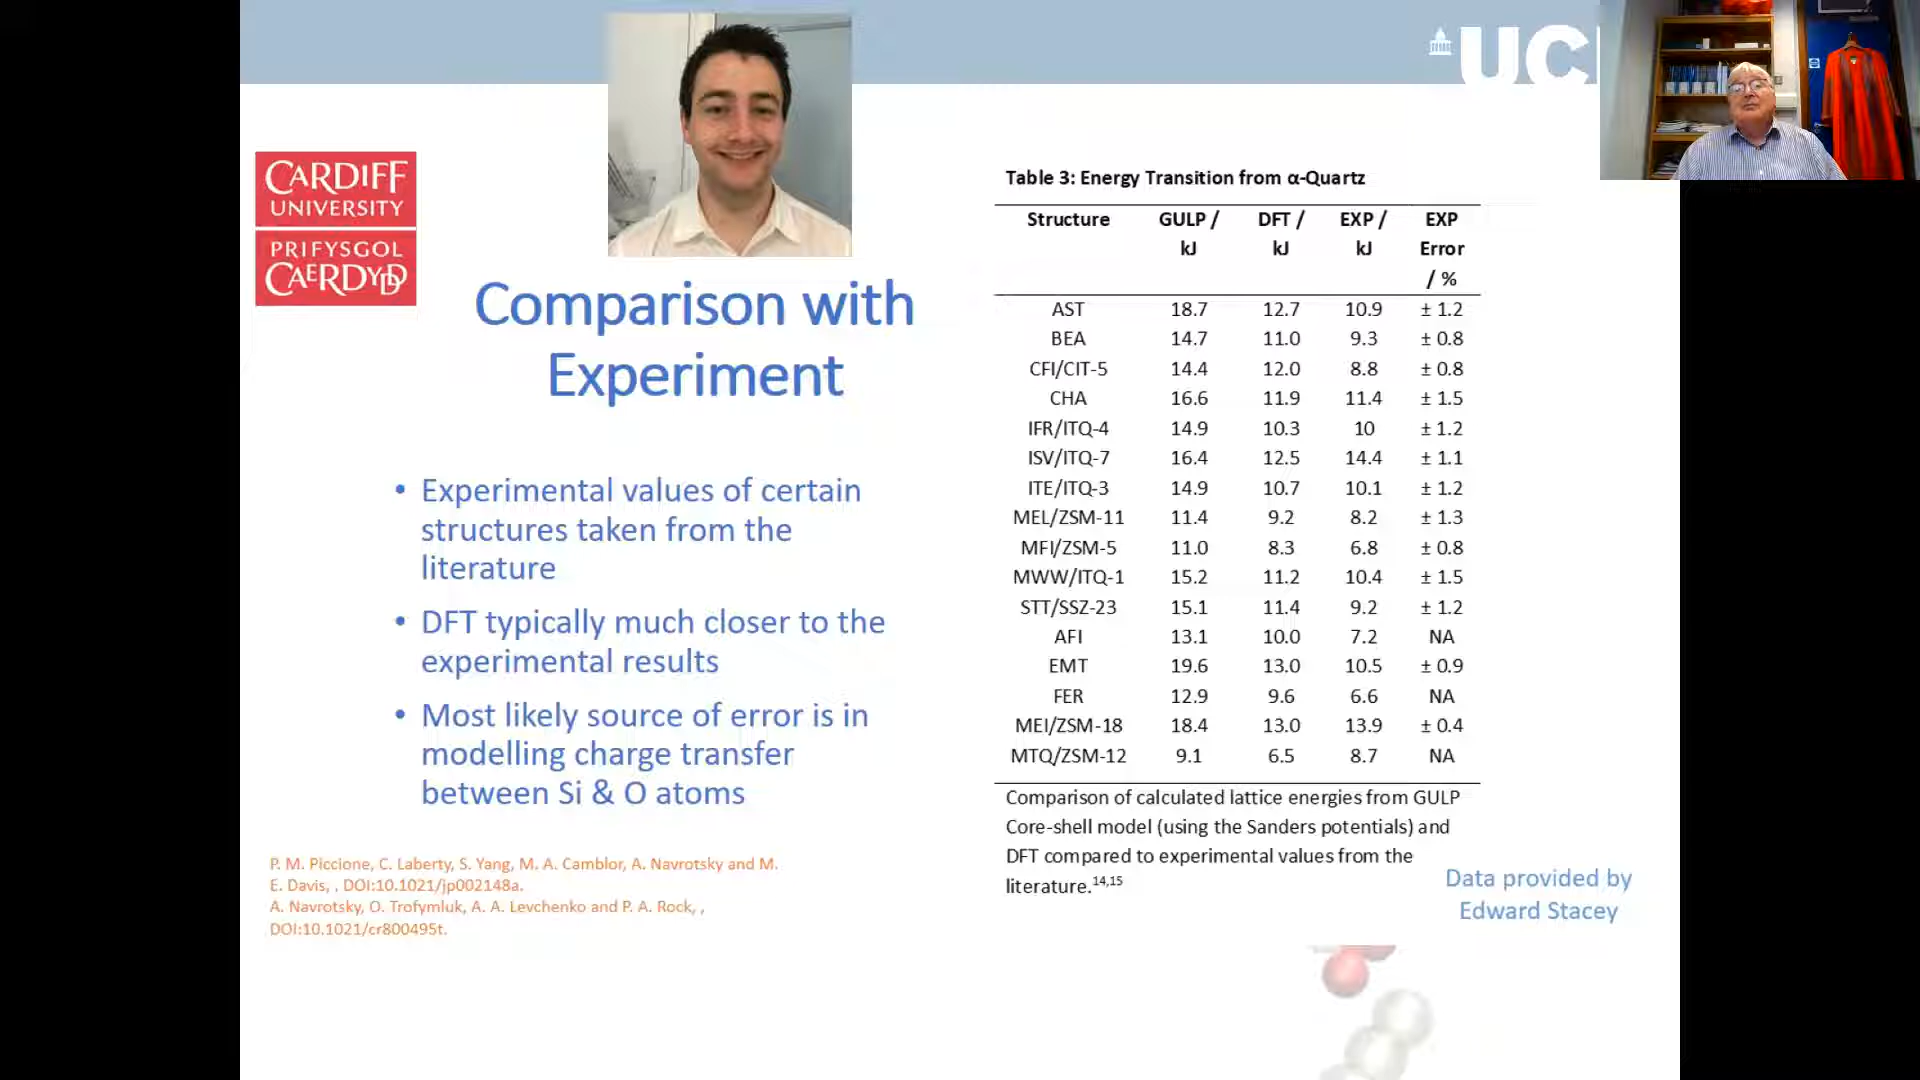 UC
CARDIFF
UNIVERSITY
PRIFYSGOL
CAERDYDD
Comparison with
Experiment
• Experimental values of certain
structures taken from the
literature
• DFT typically much closer to the
experimental results
• Most likely source of error is in
modelling charge transfer
between Si & O atoms
P. M. Piccione, C. Laberty, S. Yang, M. A. Camblor, A. Navrotsky and M.
E. Davis, , DOI:10.1021/jp002148a.
A. Navrotsky, O. Trofymluk, A. A. Levchenko and P. A. Rock, ,
DOI:10.1021/cr800495t.
Table 3: Energy Transition from α-Quartz
Structure GULP / kJ DFT / kJ EXP / kJ EXP Error / %
AST 18.7 12.7 10.9 ± 1.2
BEA 14.7 11.0 9.3 ± 0.8
CFI/CIT-5 14.4 12.0 8.8 ± 0.8
CHA 16.6 11.9 11.4 ± 1.5
IFR/ITQ-4 14.9 10.3 10 ± 1.2
ISV/ITQ-7 16.4 12.5 14.4 ± 1.1
ITE/ITQ-3 14.9 10.7 10.1 ± 1.2
MEL/ZSM-11 11.4 9.2 8.2 ± 1.3
MFI/ZSM-5 11.0 8.3 6.8 ± 0.8
MWW/ITQ-1 15.2 11.2 10.4 ± 1.5
STT/SSZ-23 15.1 11.4 9.2 ± 1.2
AFI 13.1 10.0 7.2 NA
EMT 19.6 13.0 10.5 ± 0.9
FER 12.9 9.6 6.6 NA
MEI/ZSM-18 18.4 13.0 13.9 ± 0.4
MTQ/ZSM-12 9.1 6.5 8.7 NA
Comparison of calculated lattice energies from GULP
Core-shell model (using the Sanders potentials) and
DFT compared to experimental values from the
literature.14,15
Data provided by
Edward Stacey